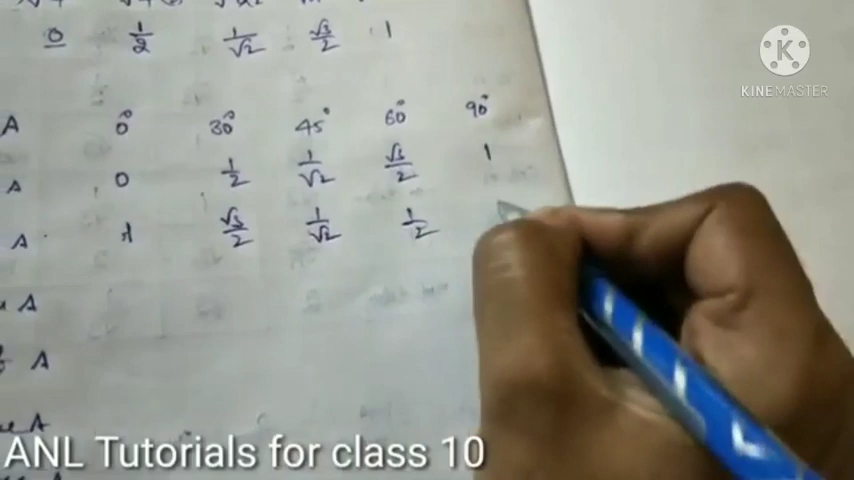 0 1/2 1/√2 √3/2 1
A 0° 30° 45° 60° 90°
A 0 1/2 1/√2 √3/2 1
A 1 √3/2 1/√2 1/2
A
A
A
KINEMASTER
ANL Tutorials for class 10